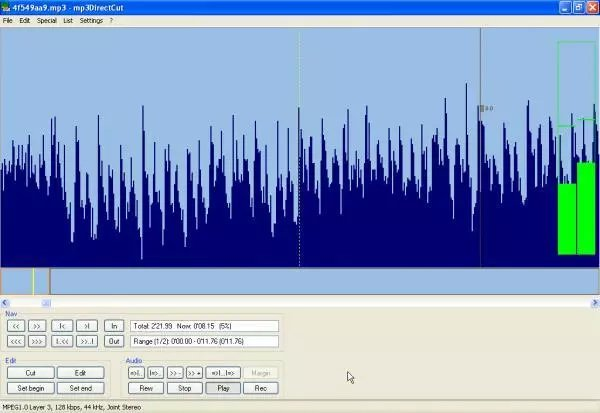 4f549aa9.mp3 - mp3DirectCut
File Edit Special List Settings ?
Nav
<< >> |< >| In Total: 2'21.99 Now: 0'08.15 (5%)
<<< >>> |..<< >>..| Out Range (1/2): 0'00.00 - 0'11.76 (0'11.76)
Edit Audio
Cut Edit =>|.. |=>.. >> - >> + =>|..|=> Margin
Set begin Set end Rew Stop Play Rec
MPEG1.0 Layer 3, 128 kbps, 44 kHz, Joint Stereo